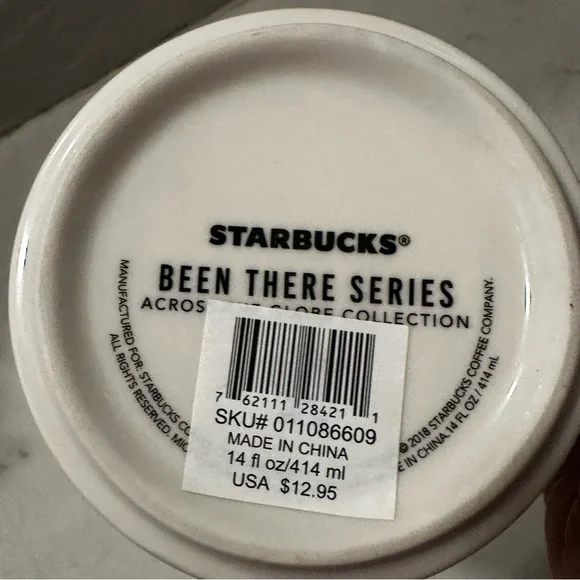 STARBUCKS®
BEEN THERE SERIES
ACROSS THE GLOBE COLLECTION
MANUFACTURED FOR: STARBUCKS CO
ALL RIGHTS RESERVED. MIC
© 2018 STARBUCKS COFFEE COMPANY.
E IN CHINA. 14 FL OZ / 414 mL
7 62111 28421 1
SKU# 011086609
MADE IN CHINA
14 fl oz/414 ml
USA $12.95